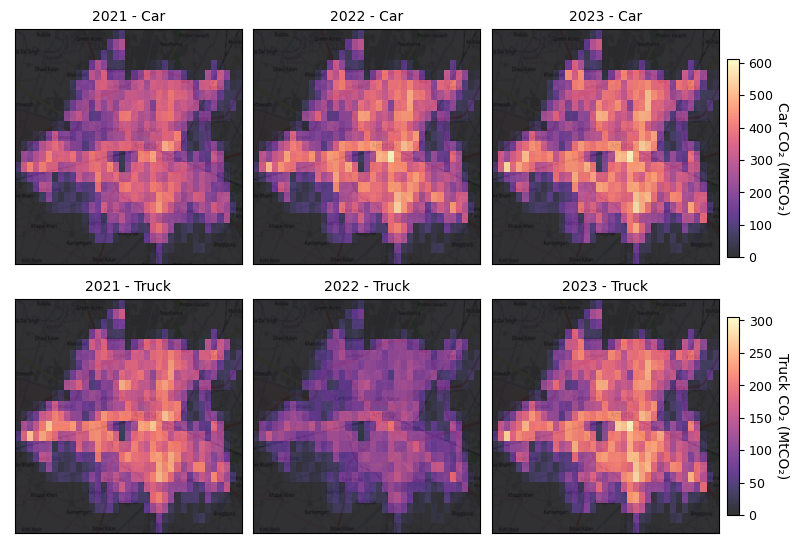 2021 - Car
2022 - Car
2023 - Car
600
500
400
300
200
100
0
Car CO₂ (MtCO₂)
2021 - Truck
2022 - Truck
2023 - Truck
300
250
200
150
100
50
0
Truck CO₂ (MtCO₂)